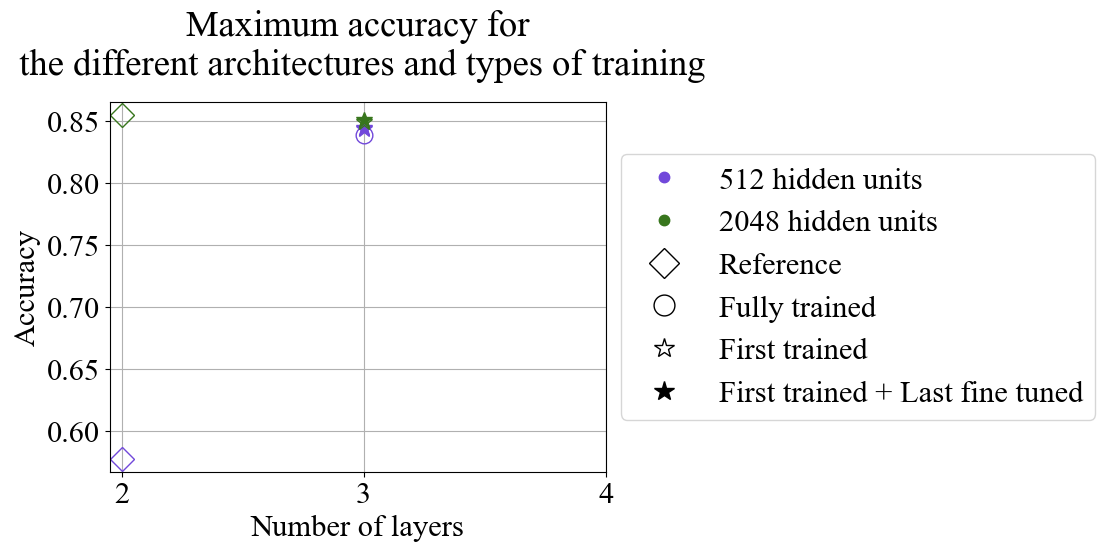 Maximum accuracy for
the different architectures and types of training
0.85
0.80
0.75
0.70
0.65
0.60
Accuracy
2
3
4
Number of layers
512 hidden units
2048 hidden units
Reference
Fully trained
First trained
First trained + Last fine tuned